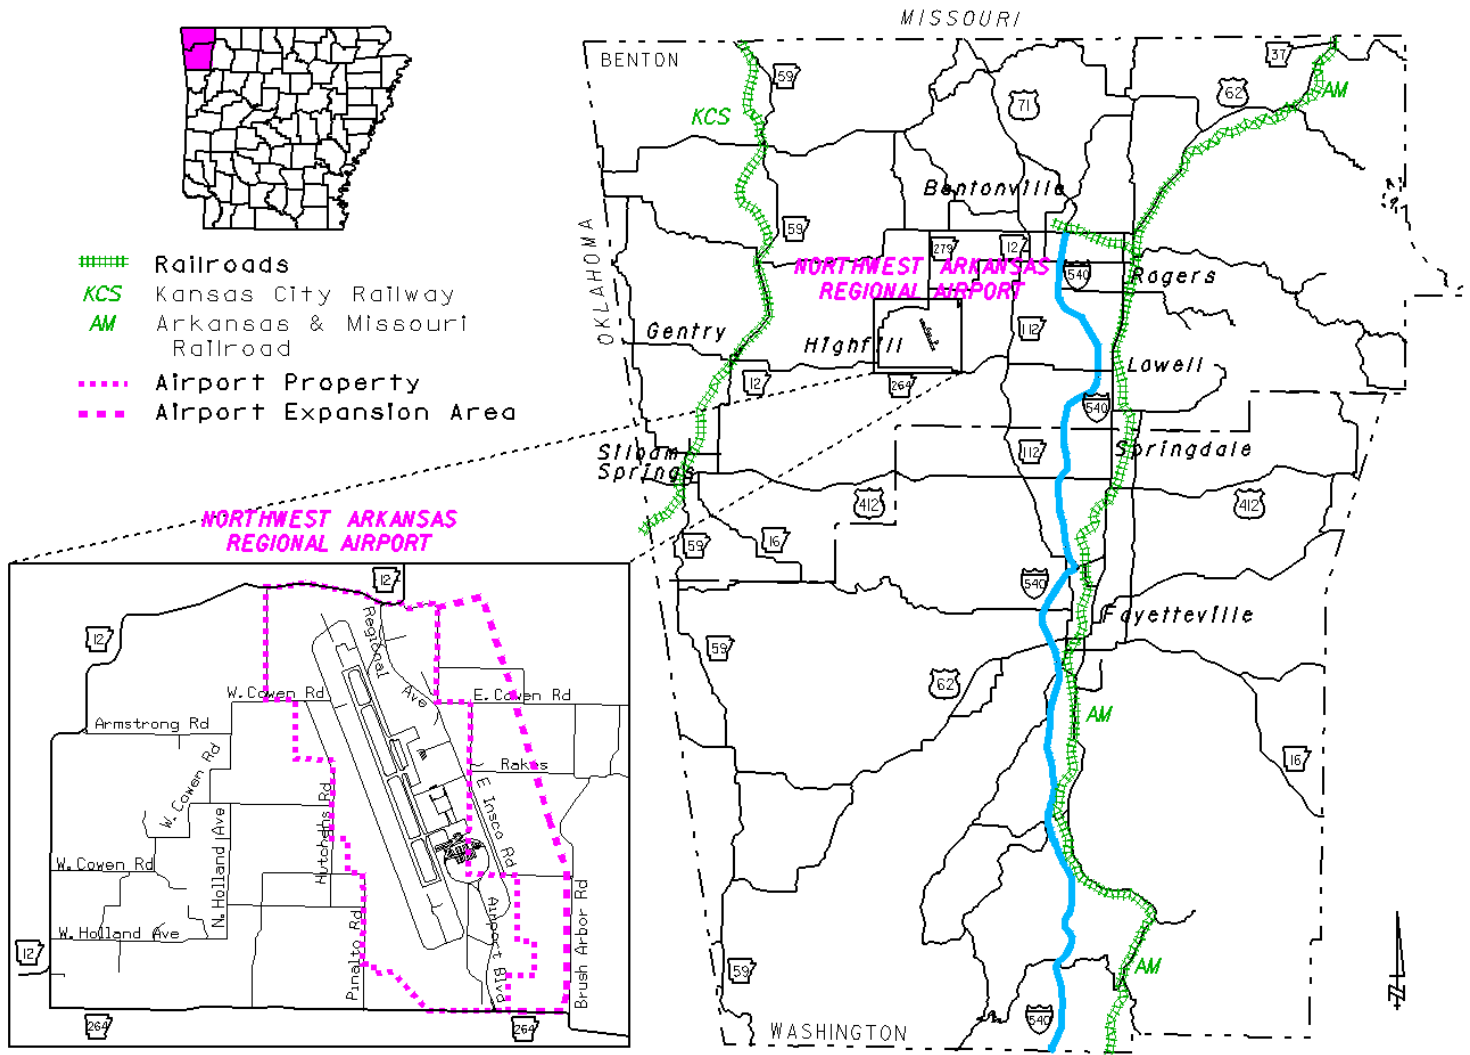 MISSOURI
BENTON
59
37
71
62
AM
KCS
Bentonville
59
OKLAHOMA
279
12
NORTHWEST ARKANSAS
REGIONAL AIRPORT
540
Rogers
Railroads
KCS Kansas City Railway
AM Arkansas & Missouri
Railroad
Airport Property
Airport Expansion Area
Gentry
Highfill
112
Lowell
12
264
540
Siloam
Springs
112
Springdale
412
412
59
16
540
Fayetteville
59
62
AM
16
59
AM
540
WASHINGTON
NORTHWEST ARKANSAS
REGIONAL AIRPORT
12
12
Regional Ave
W. Cowen Rd
E. Cowen Rd
Armstrong Rd
W. Cowen Rd
Rakes
E Insco Rd
N. Holland Ave
Hutchens Rd
W. Cowen Rd
W. Holland Ave
12
Pinalto Rd
Airport Blvd
Brush Arbor Rd
264
264
N